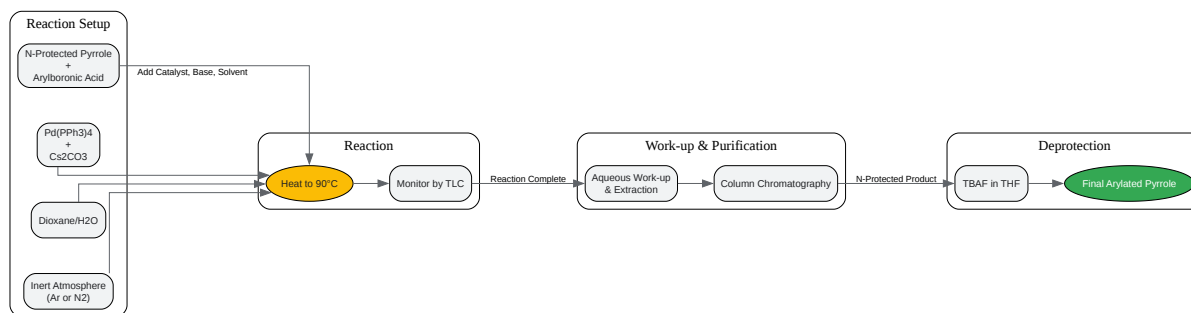 Reaction Setup
N-Protected Pyrrole
+
Arylboronic Acid
Add Catalyst, Base, Solvent
Pd(PPh3)4
+
Cs2CO3
Dioxane/H2O
Inert Atmosphere
(Ar or N2)
Reaction
Heat to 90°C
Monitor by TLC
Reaction Complete
Work-up & Purification
Aqueous Work-up
& Extraction
Column Chromatography
N-Protected Product
Deprotection
TBAF in THF
Final Arylated Pyrrole